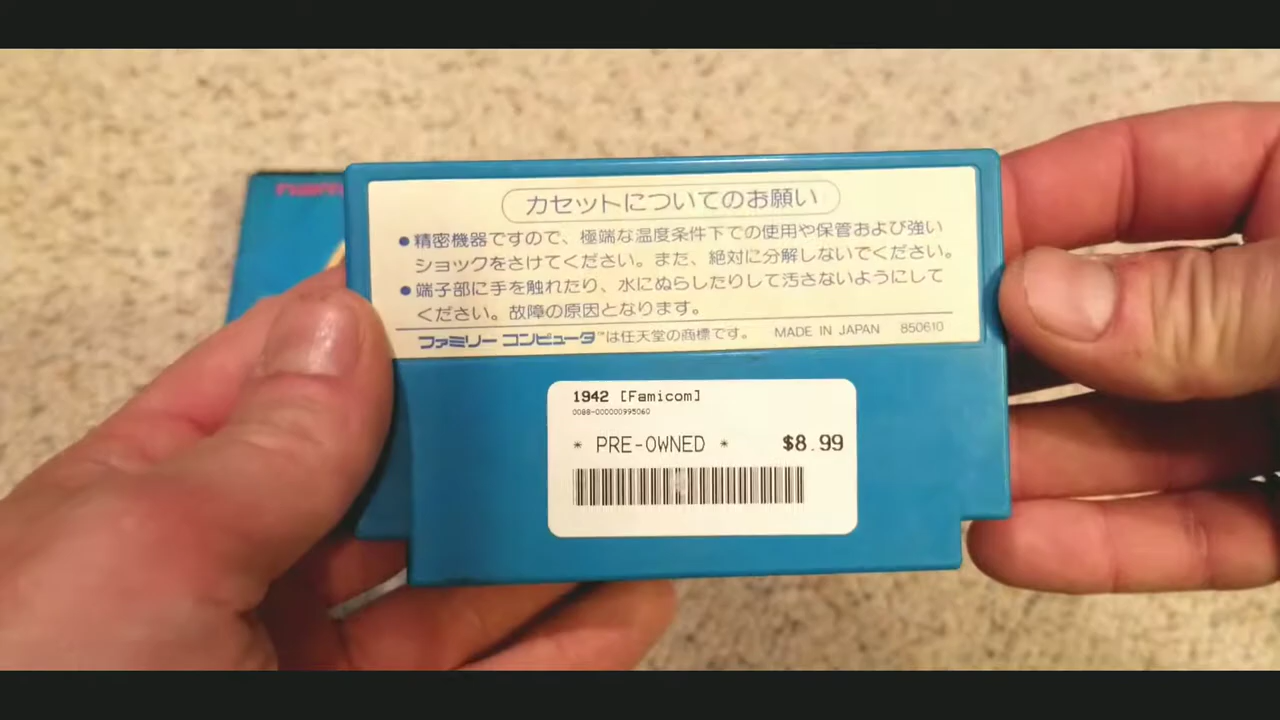 カセットについてのお願い
●精密機器ですので、極端な温度条件下での使用や保管および強い
ショックをさけてください。また、絶対に分解しないでください。
●端子部に手を触れたり、水にぬらしたりして汚さないようにして
ください。故障の原因となります。
ファミリーコンピュータ™は任天堂の商標です。 MADE IN JAPAN 850610
1942 [Famicom]
0088-000000995060
* PRE-OWNED * $8.99